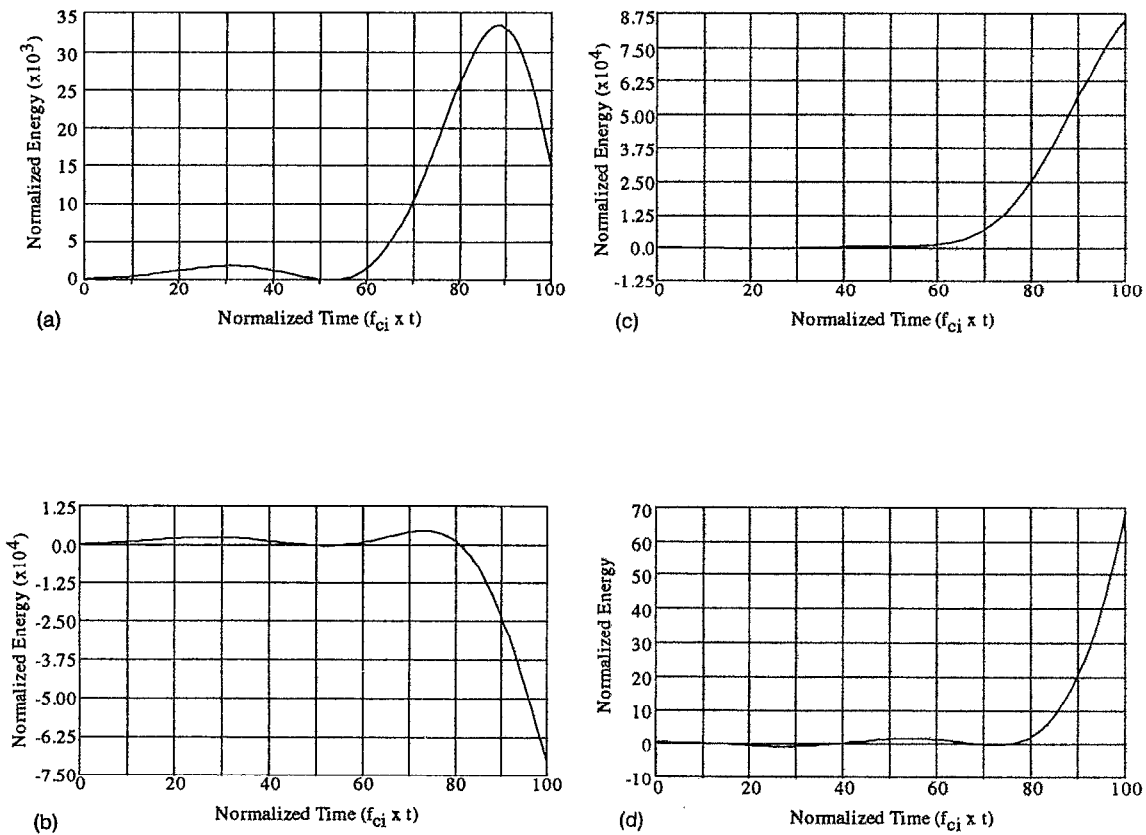 35
30
25
20
15
10
5
0
Normalized Energy (x10³)
0 20 40 60 80 100
Normalized Time (f_ci x t)
(a)
8.75
7.50
6.25
5.00
3.75
2.50
1.25
0.0
-1.25
Normalized Energy (x10⁴)
0 20 40 60 80 100
Normalized Time (f_ci x t)
(c)
1.25
0.0
-1.25
-2.50
-3.75
-5.00
-6.25
-7.50
Normalized Energy (x10⁴)
0 20 40 60 80 100
Normalized Time (f_ci x t)
(b)
70
60
50
40
30
20
10
0
-10
Normalized Energy
0 20 40 60 80 100
Normalized Time (f_ci x t)
(d)